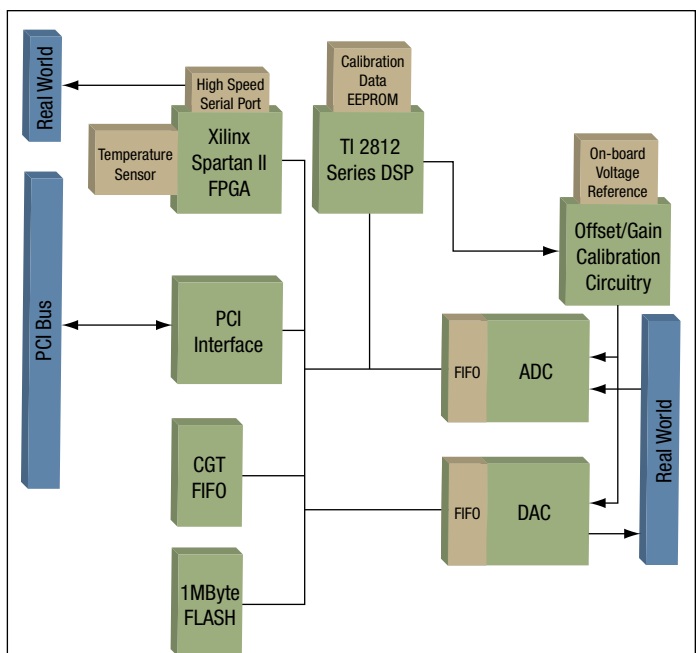 Real World
High Speed
Serial Port
Xilinx
Spartan II
FPGA
Temperature
Sensor
Calibration
Data
EEPROM
TI 2812
Series DSP
On-board
Voltage
Reference
Offset/Gain
Calibration
Circuitry
PCI Bus
PCI
Interface
FIFO
ADC
Real World
CGT
FIFO
FIFO
DAC
1MByte
FLASH